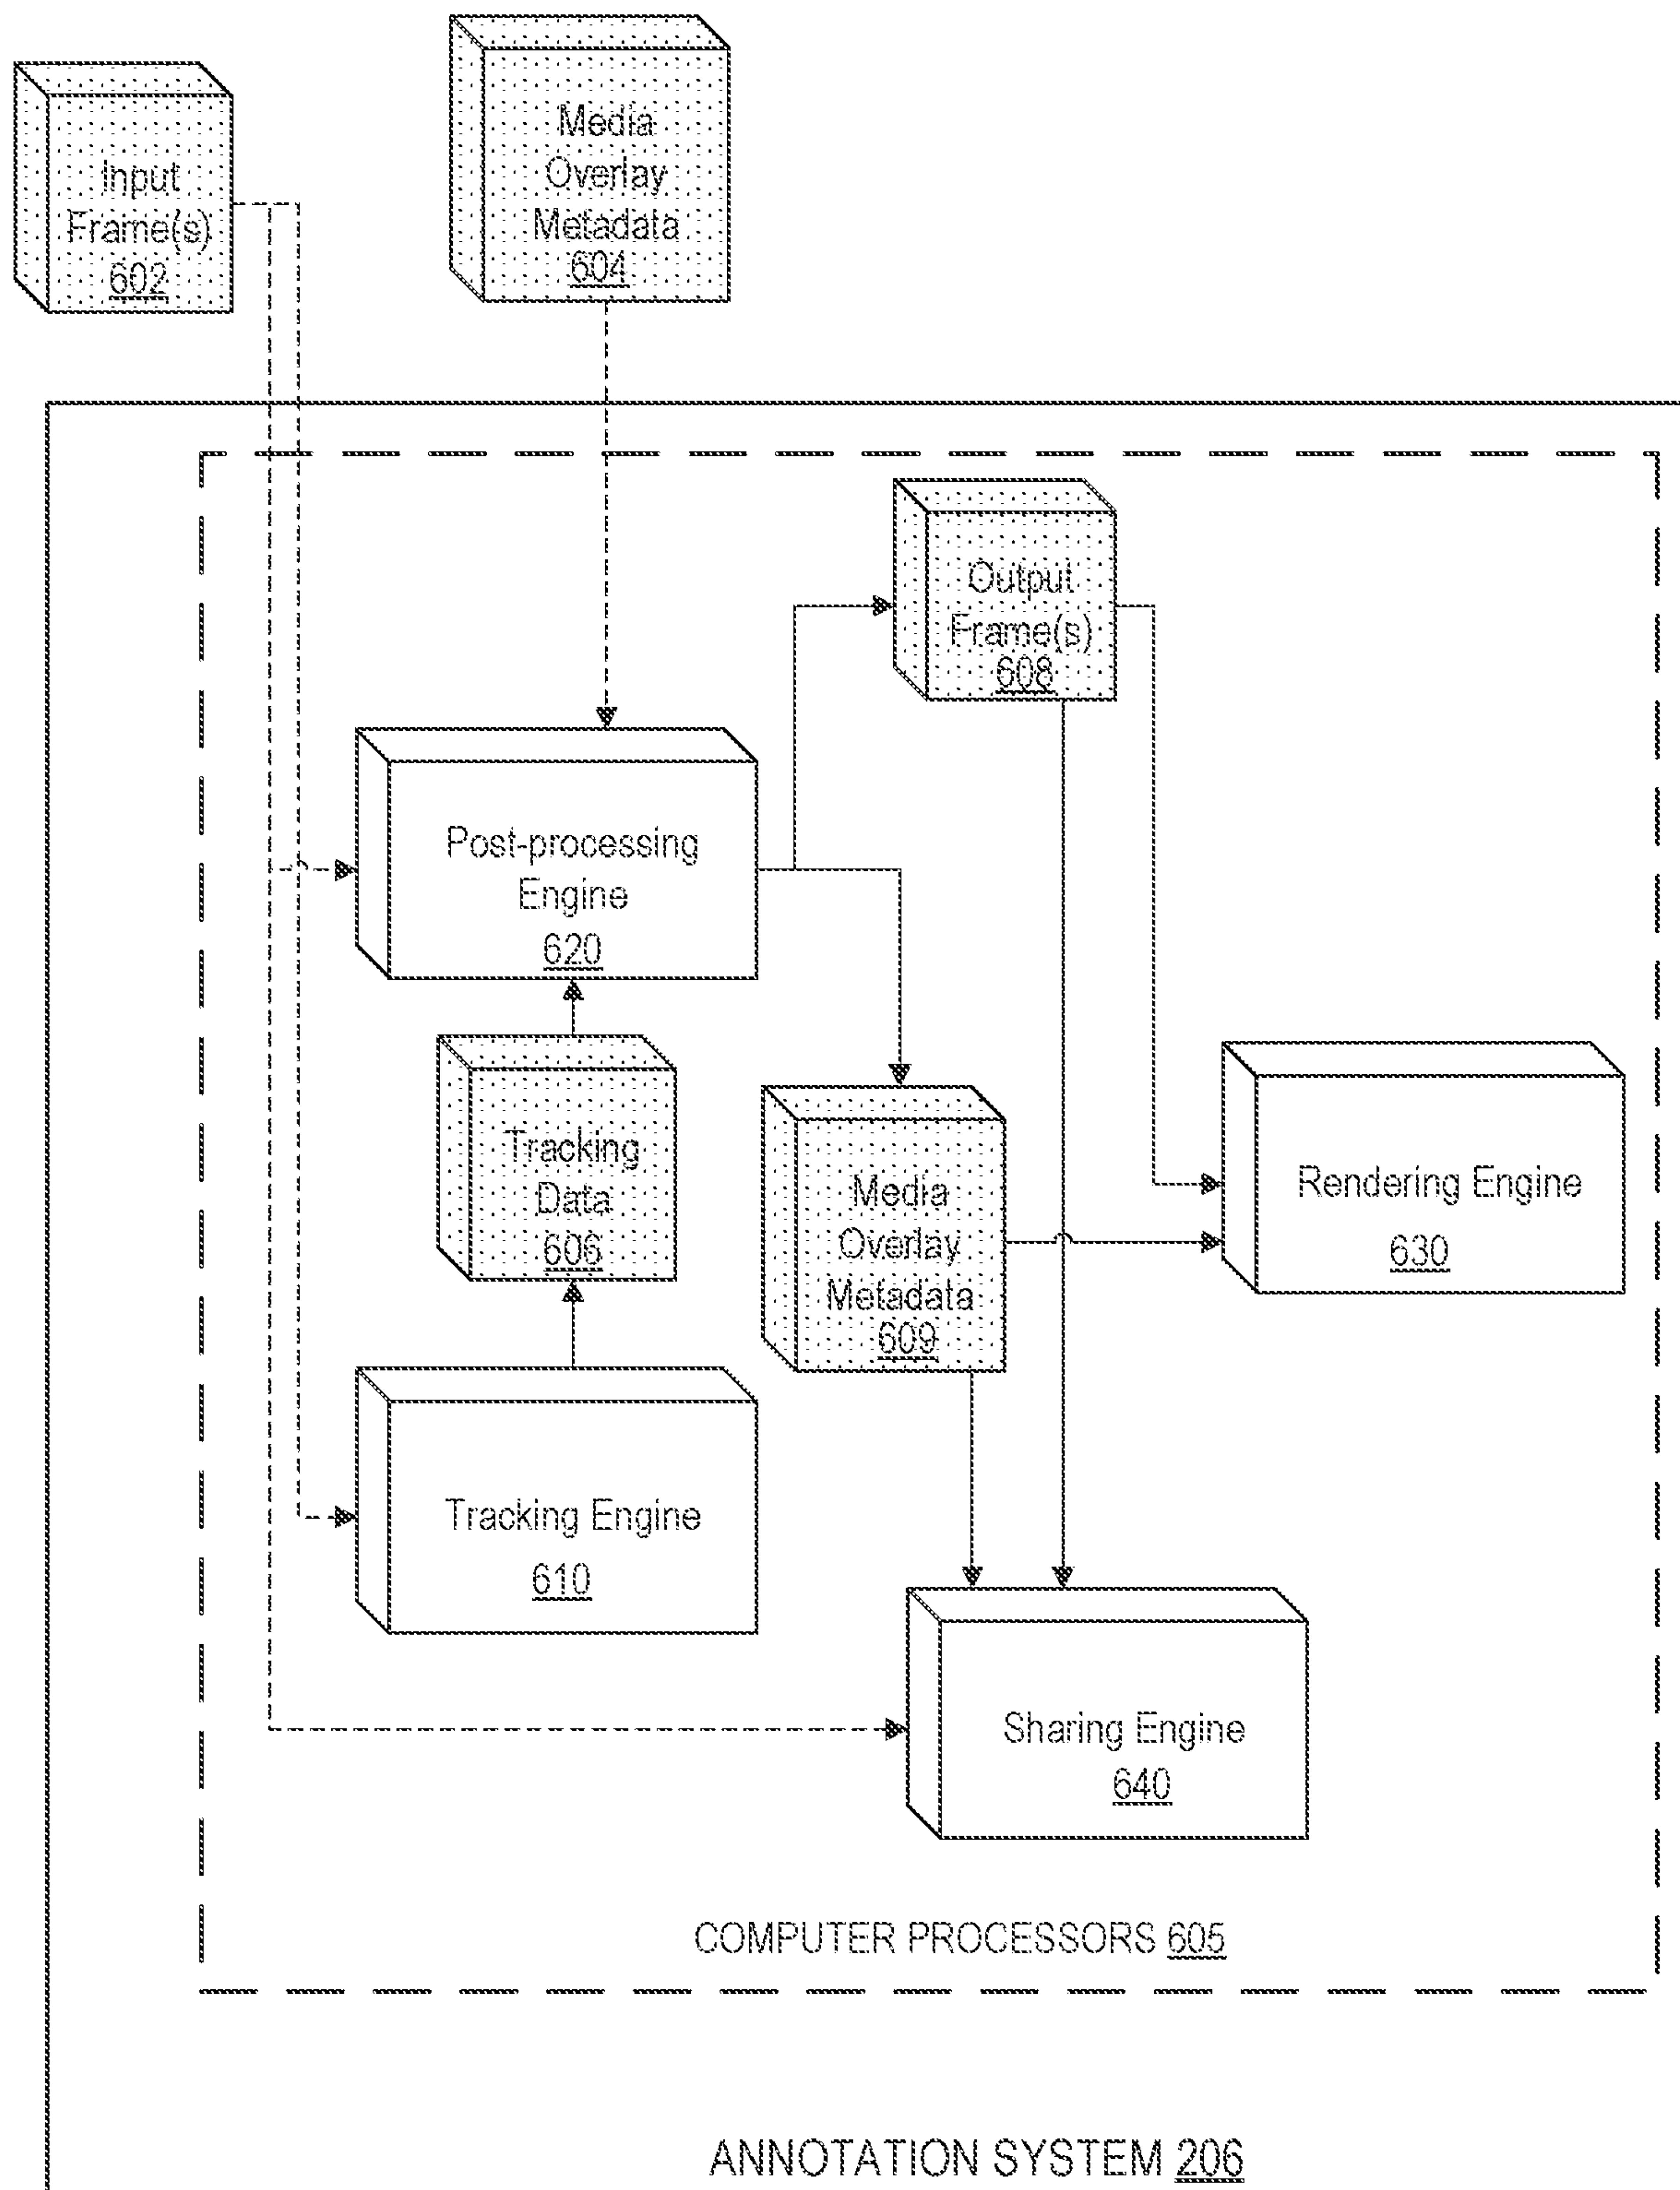 Input
Frame(s)
602
Media
Overlay
Metadata
604
Output
Frame(s)
608
Post-processing
Engine
620
Tracking
Data
606
Media
Overlay
Metadata
609
Rendering Engine
630
Tracking Engine
610
Sharing Engine
640
COMPUTER PROCESSORS 605
ANNOTATION SYSTEM 206